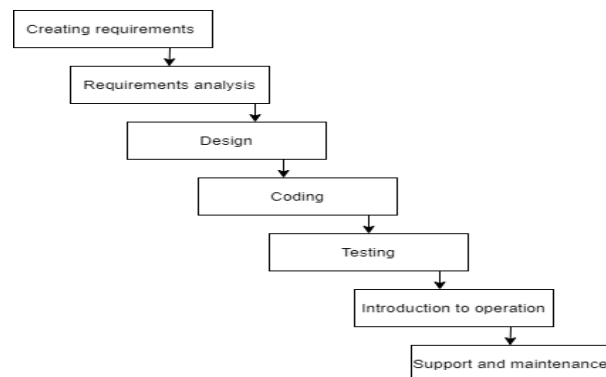 Creating requirements
Requirements analysis
Design
Coding
Testing
Introduction to operation
Support and maintenance